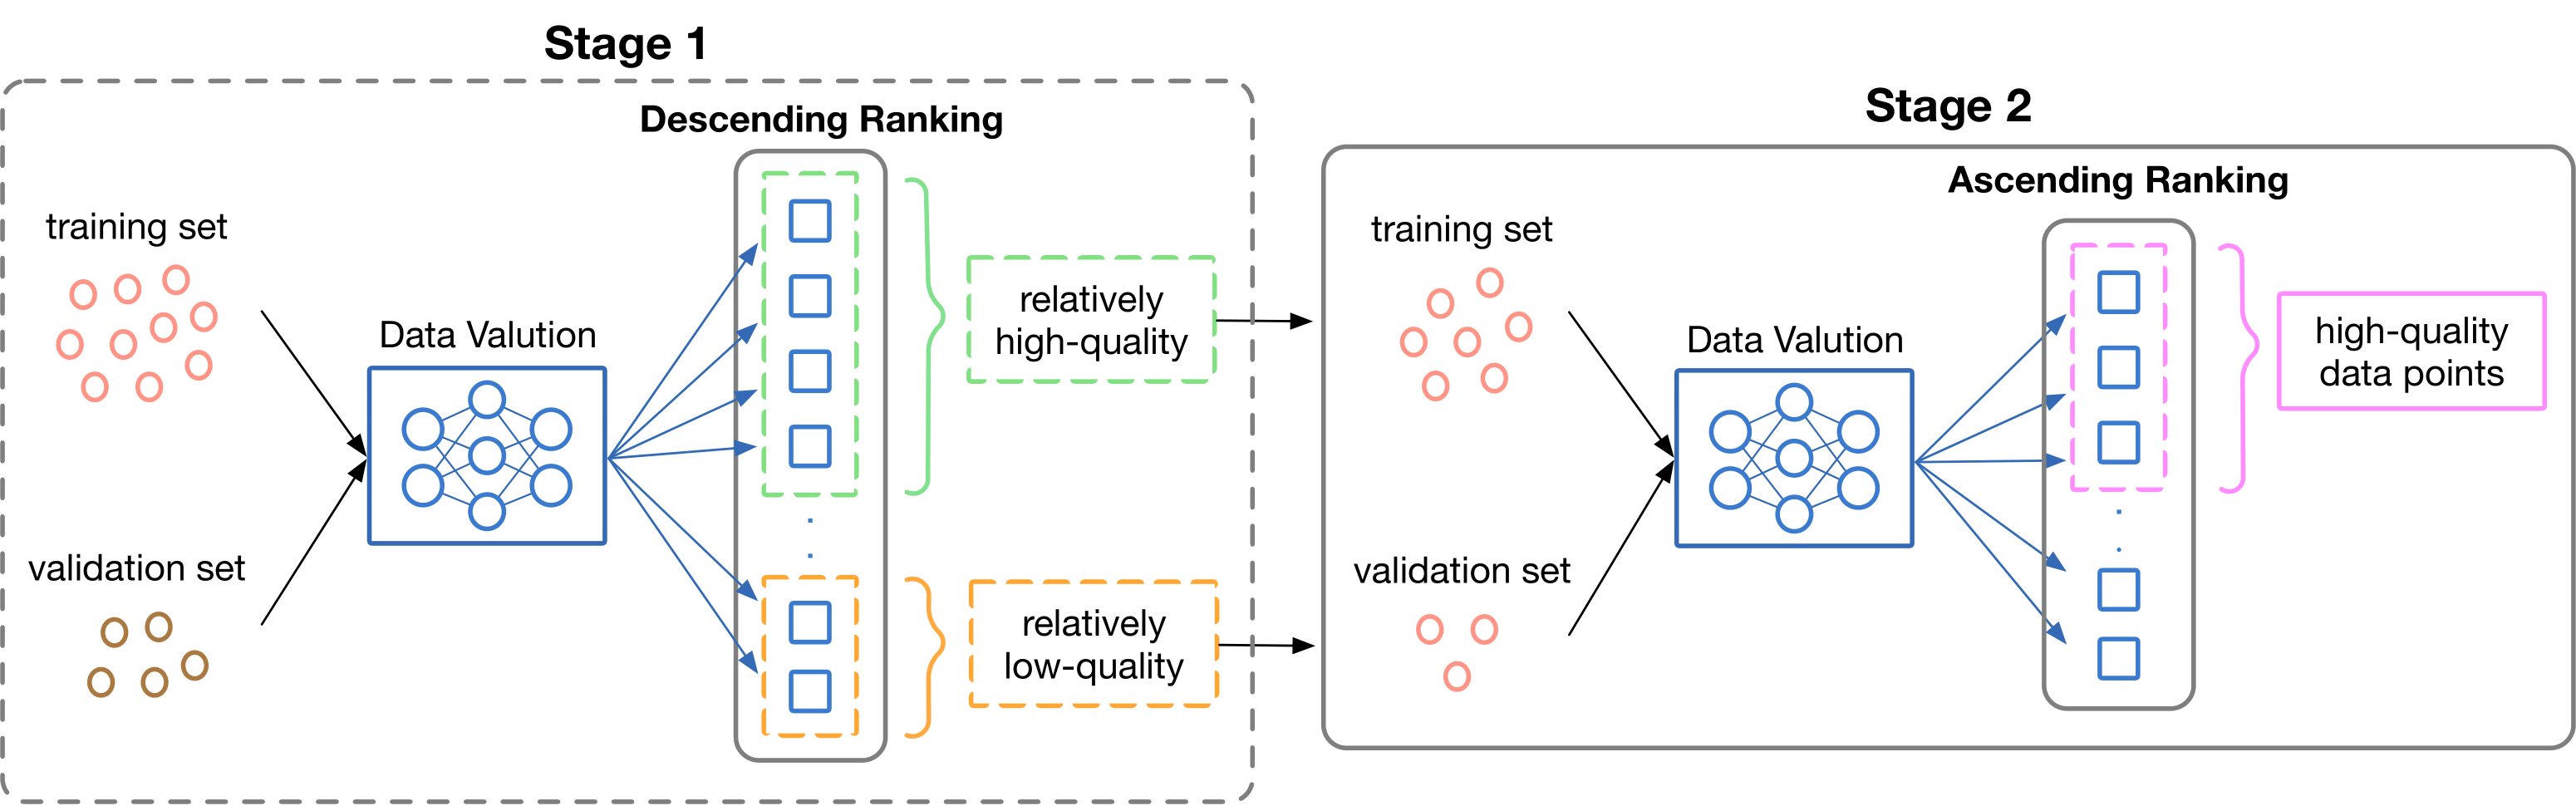 Stage 1
Descending Ranking
training set
Data Valution
validation set
relatively
high-quality
relatively
low-quality
Stage 2
Ascending Ranking
training set
Data Valution
validation set
high-quality
data points